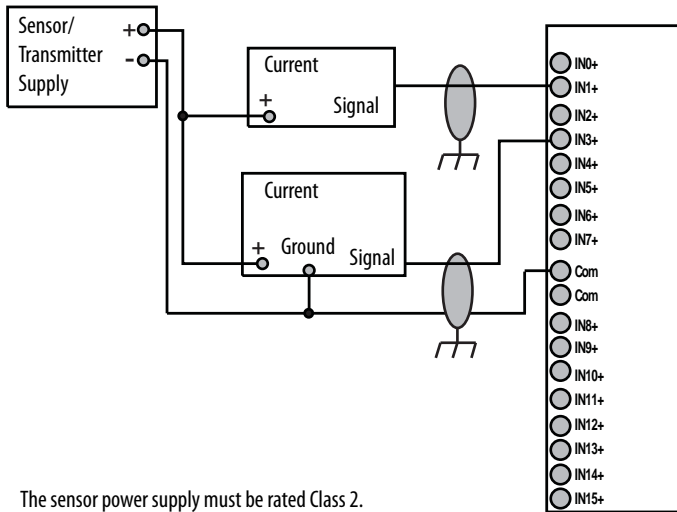 Sensor/
Transmitter
Supply
+
-
Current
+
Signal
Current
+
Ground
Signal
IN0+
IN1+
IN2+
IN3+
IN4+
IN5+
IN6+
IN7+
Com
Com
IN8+
IN9+
IN10+
IN11+
IN12+
IN13+
IN14+
IN15+
The sensor power supply must be rated Class 2.